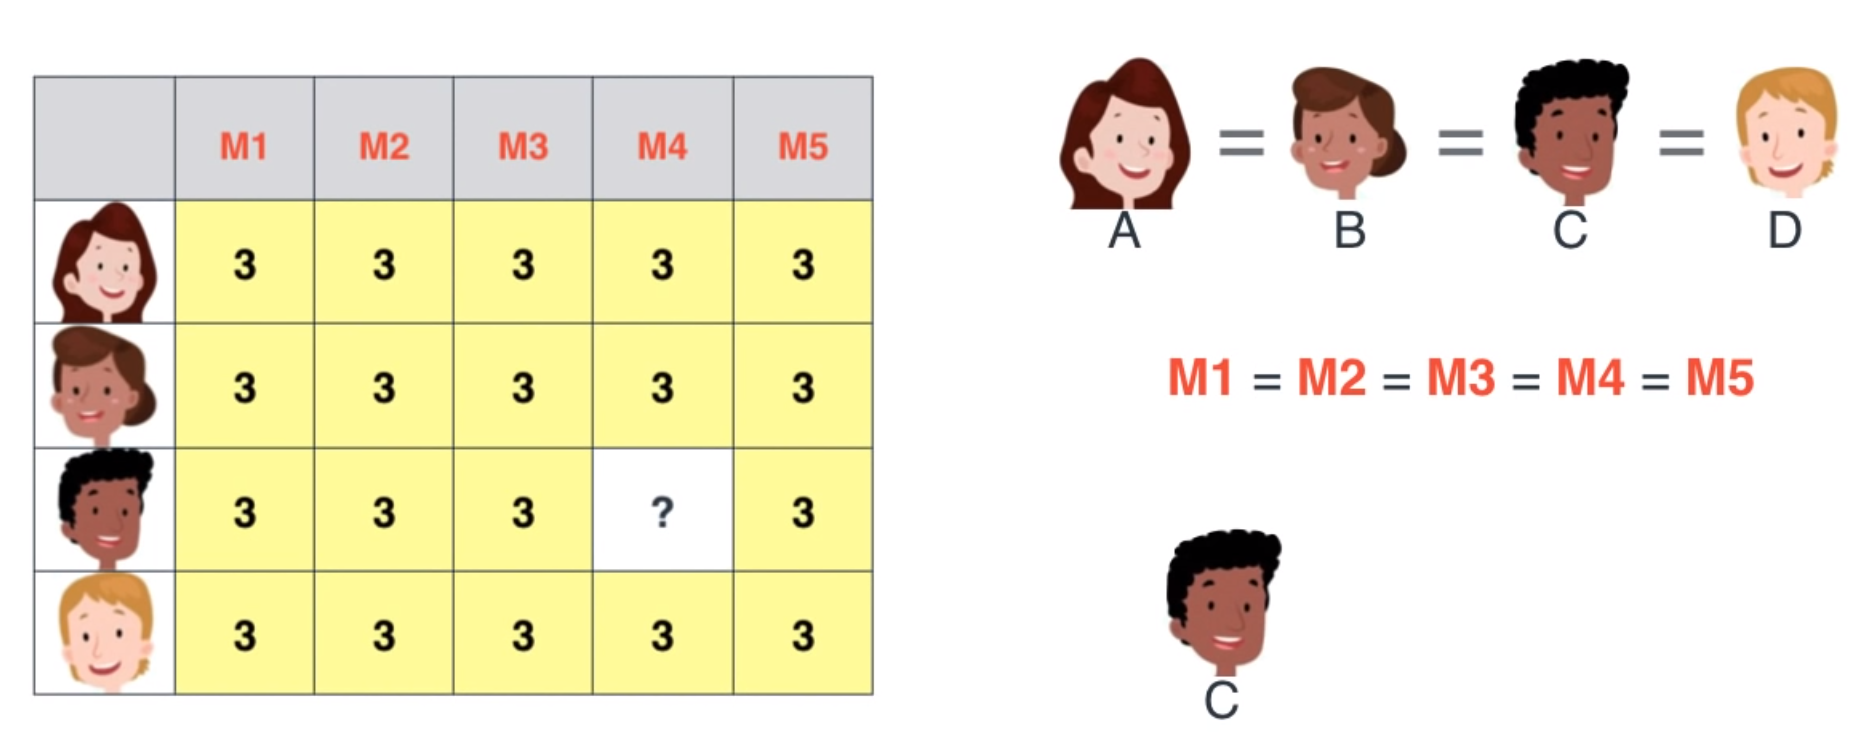 M1 M2 M3 M4 M5
3 3 3 3 3
3 3 3 3 3
3 3 3 ? 3
3 3 3 3 3
= = =
A B C D
M1 = M2 = M3 = M4 = M5
C